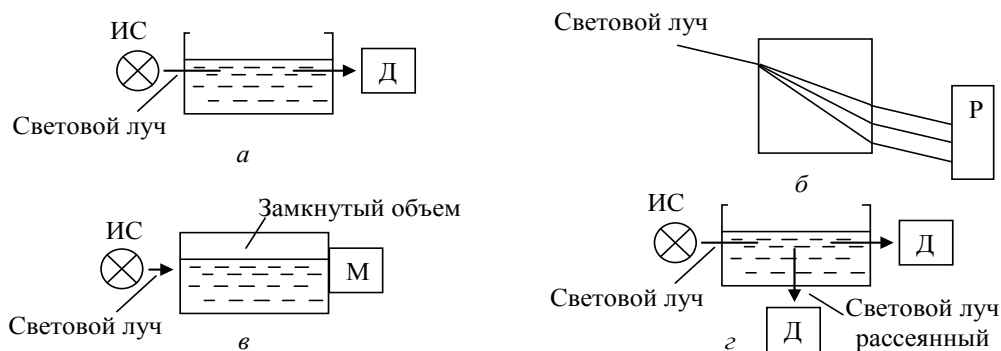 ИС
Д
Световой луч
а
Световой луч
Р
б
Замкнутый объем
ИС
М
Световой луч
в
ИС
Д
Световой луч
Световой луч
рассеянный
Д
г